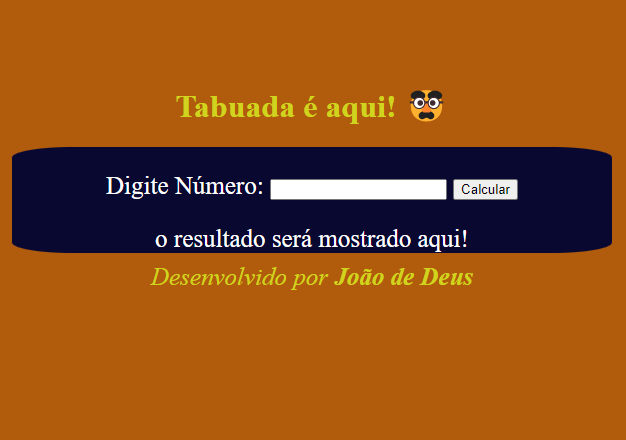 Tabuada é aqui! 🥸
Digite Número: Calcular
o resultado será mostrado aqui!
Desenvolvido por João de Deus